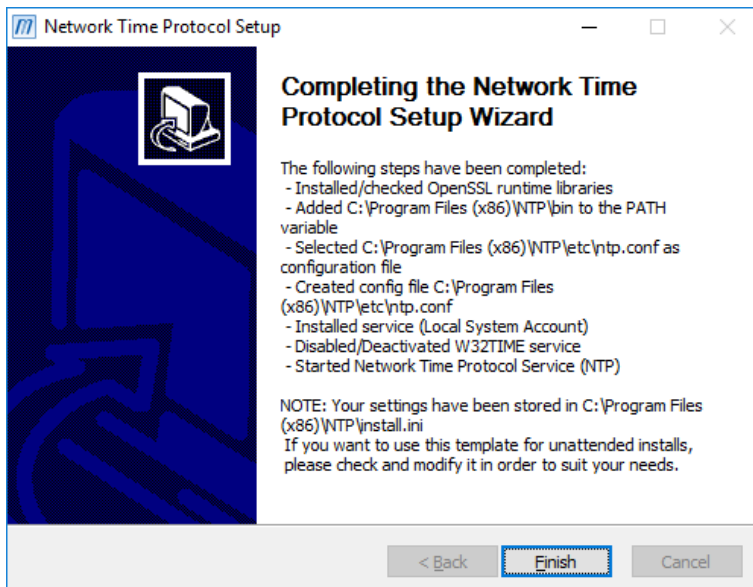 Network Time Protocol Setup
Completing the Network Time
Protocol Setup Wizard
The following steps have been completed:
- Installed/checked OpenSSL runtime libraries
- Added C:\Program Files (x86)\NTP\bin to the PATH
variable
- Selected C:\Program Files (x86)\NTP\etc\ntp.conf as
configuration file
- Created config file C:\Program Files
(x86)\NTP\etc\ntp.conf
- Installed service (Local System Account)
- Disabled/Deactivated W32TIME service
- Started Network Time Protocol Service (NTP)
NOTE: Your settings have been stored in C:\Program Files
(x86)\NTP\install.ini
If you want to use this template for unattended installs,
please check and modify it in order to suit your needs.
< Back Finish Cancel